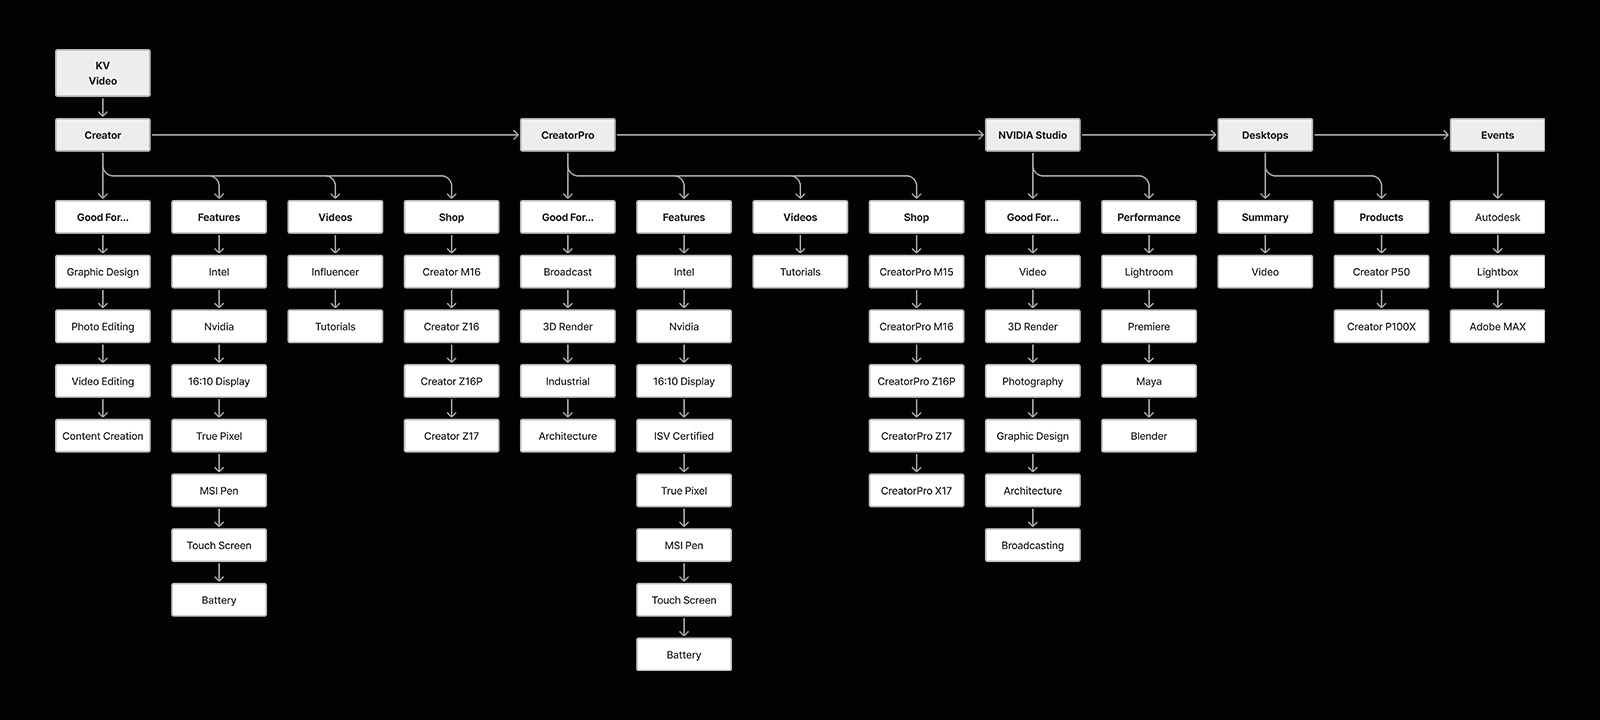 KV
Video
Creator
CreatorPro
NVIDIA Studio
Desktops
Events
Good For...
Features
Videos
Shop
Good For...
Features
Videos
Shop
Good For...
Performance
Summary
Products
Autodesk
Graphic Design
Intel
Influencer
Creator M16
Broadcast
Intel
Tutorials
CreatorPro M15
Video
Lightroom
Video
Creator P50
Lightbox
Photo Editing
Nvidia
Tutorials
Creator Z16
3D Render
Nvidia
CreatorPro M16
3D Render
Premiere
Creator P100X
Adobe MAX
Video Editing
16:10 Display
Creator Z16P
Industrial
16:10 Display
CreatorPro Z16P
Photography
Maya
Content Creation
True Pixel
Creator Z17
Architecture
ISV Certified
CreatorPro Z17
Graphic Design
Blender
MSI Pen
True Pixel
CreatorPro X17
Architecture
Touch Screen
MSI Pen
Broadcasting
Battery
Touch Screen
Battery